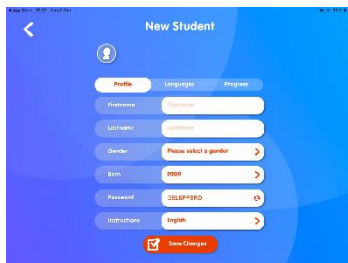 New Student
Profile Languages Progress
Firstname Firstname
Lastname Lastname
Gender Please select a gender
Born
Password
Instructions English
Save Changes